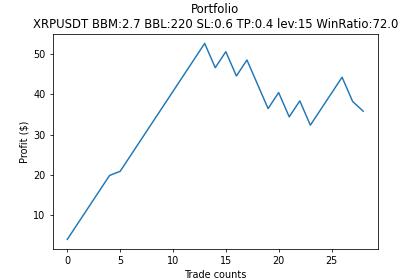 Portfolio
XRPUSDT BBM:2.7 BBL:220 SL:0.6 TP:0.4 lev:15 WinRatio:72.0
50
40
30
20
10
Profit ($)
0 5 10 15 20 25
Trade counts